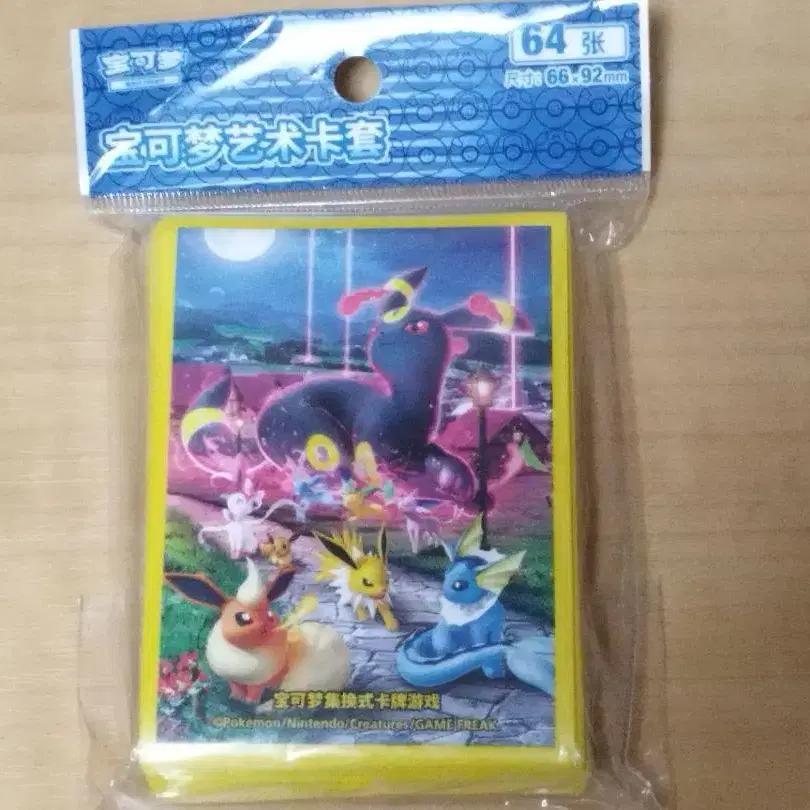 宝可梦
64 张
尺寸: 66×92mm
宝可梦艺术卡套
宝可梦集换式卡牌游戏
©Pokémon/Nintendo/Creatures/GAME FREAK